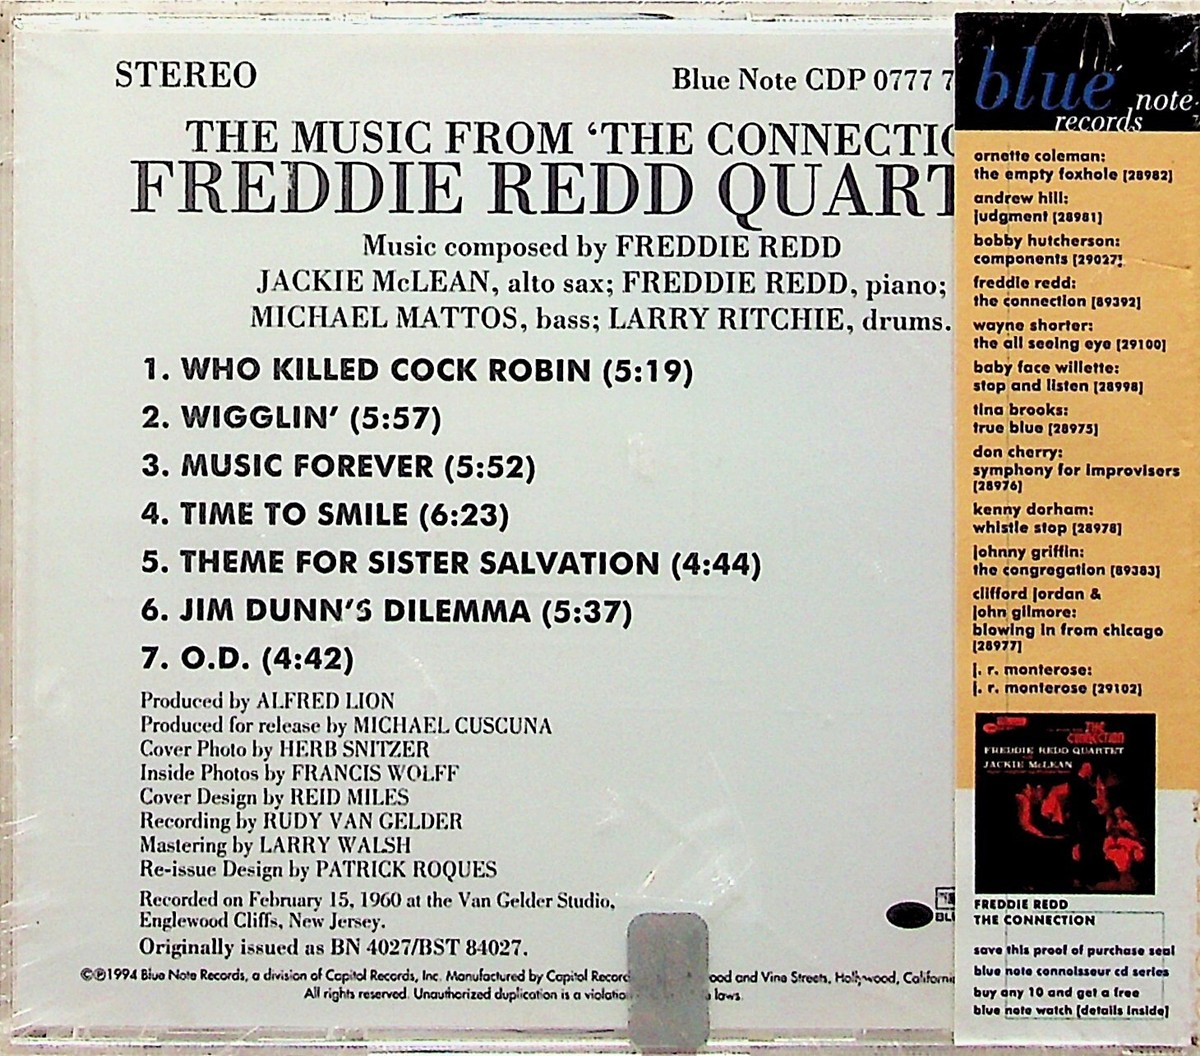 STEREO
Blue Note CDP 0777 7
THE MUSIC FROM ‘THE CONNECTIO
FREDDIE REDD QUART
Music composed by FREDDIE REDD
JACKIE McLEAN, alto sax; FREDDIE REDD, piano;
MICHAEL MATTOS, bass; LARRY RITCHIE, drums.
1. WHO KILLED COCK ROBIN (5:19)
2. WIGGLIN’ (5:57)
3. MUSIC FOREVER (5:52)
4. TIME TO SMILE (6:23)
5. THEME FOR SISTER SALVATION (4:44)
6. JIM DUNN’S DILEMMA (5:37)
7. O.D. (4:42)
Produced by ALFRED LION
Produced for release by MICHAEL CUSCUNA
Cover Photo by HERB SNITZER
Inside Photos by FRANCIS WOLFF
Cover Design by REID MILES
Recording by RUDY VAN GELDER
Mastering by LARRY WALSH
Re-issue Design by PATRICK ROQUES
Recorded on February 15, 1960 at the Van Gelder Studio,
Englewood Cliffs, New Jersey.
Originally issued as BN 4027/BST 84027.
©℗1994 Blue Note Records, a division of Capitol Records, Inc. Manufactured by Capitol Record ood and Vine Streets, Hollywood, Californi
All rights reserved. Unauthorized duplication is a violatio laws.
BLU
blue note
records
ornette coleman:
the empty foxhole [28982]
andrew hill:
judgment [28981]
bobby hutcherson:
components [29027]
freddie redd:
the connection [89392]
wayne shorter:
the all seeing eye [29100]
baby face willette:
stop and listen [28998]
tina brooks:
true blue [28975]
don cherry:
symphony for improvisers
[28976]
kenny dorham:
whistle stop [28978]
johnny griffin:
the congregation [89383]
clifford jordan &
john gilmore:
blowing in from chicago
[28977]
j. r. monterose:
j. r. monterose [29102]
THE
CONNECTION
FREDDIE REDD QUARTET
JACKIE McLEAN
FREDDIE REDD
THE CONNECTION
save this proof of purchase seal
blue note connoisseur cd series
buy any 10 and get a free
blue note watch [details inside]